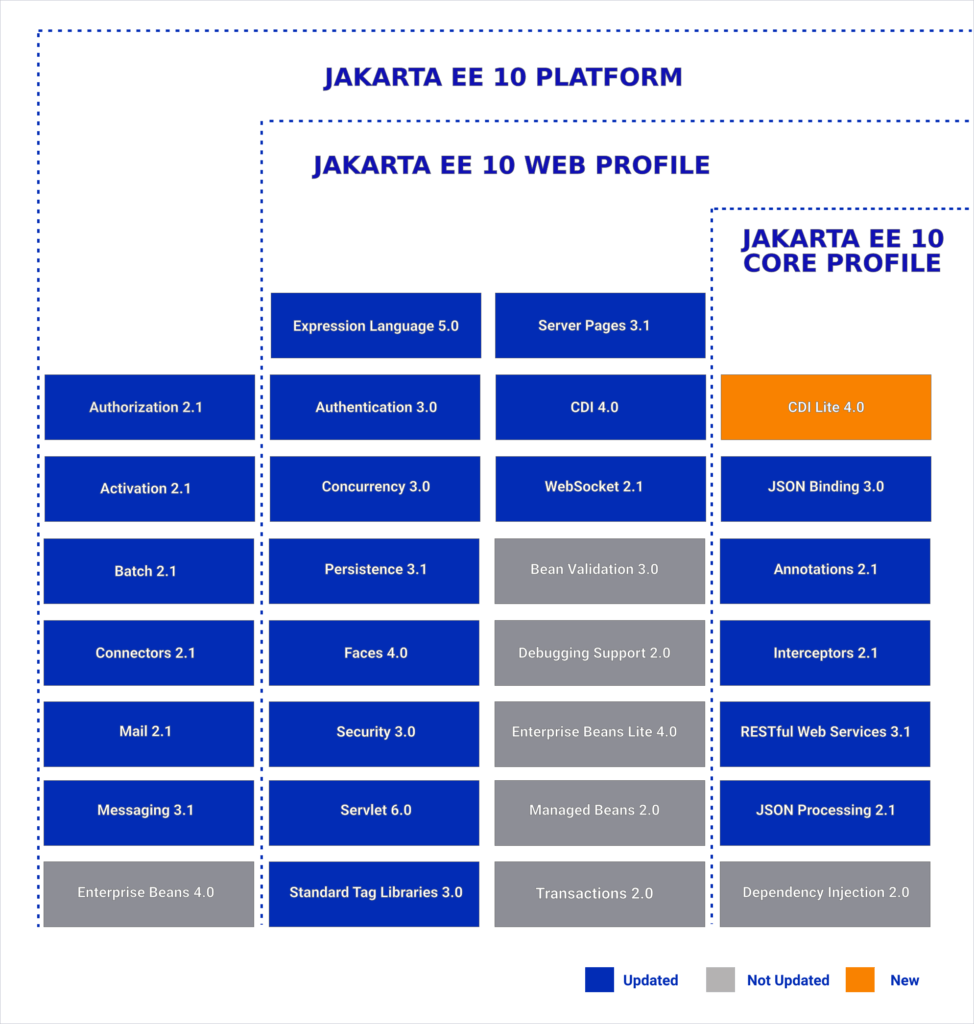 JAKARTA EE 10 PLATFORM
JAKARTA EE 10 WEB PROFILE
JAKARTA EE 10
CORE PROFILE
Expression Language 5.0
Server Pages 3.1
Authorization 2.1
Authentication 3.0
CDI 4.0
CDI Lite 4.0
Activation 2.1
Concurrency 3.0
WebSocket 2.1
JSON Binding 3.0
Batch 2.1
Persistence 3.1
Bean Validation 3.0
Annotations 2.1
Connectors 2.1
Faces 4.0
Debugging Support 2.0
Interceptors 2.1
Mail 2.1
Security 3.0
Enterprise Beans Lite 4.0
RESTful Web Services 3.1
Messaging 3.1
Servlet 6.0
Managed Beans 2.0
JSON Processing 2.1
Enterprise Beans 4.0
Standard Tag Libraries 3.0
Transactions 2.0
Dependency Injection 2.0
Updated
Not Updated
New